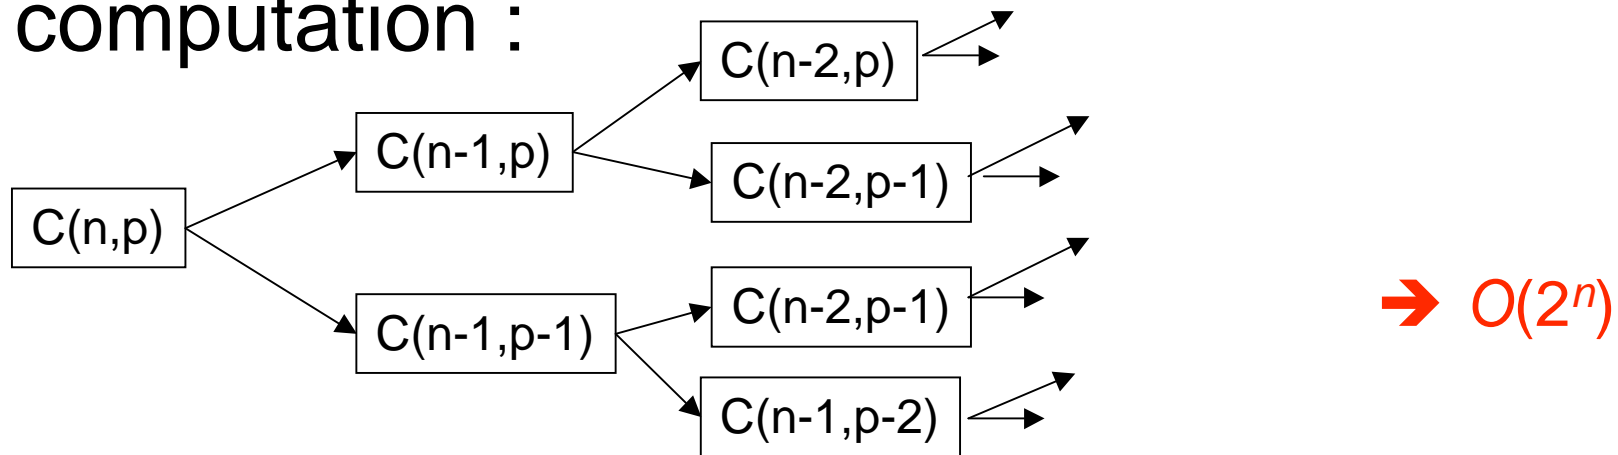 computation :
C(n-2,p)
C(n-1,p)
C(n-2,p-1)
C(n,p)
C(n-2,p-1)
➔ O(2ⁿ)
C(n-1,p-1)
C(n-1,p-2)